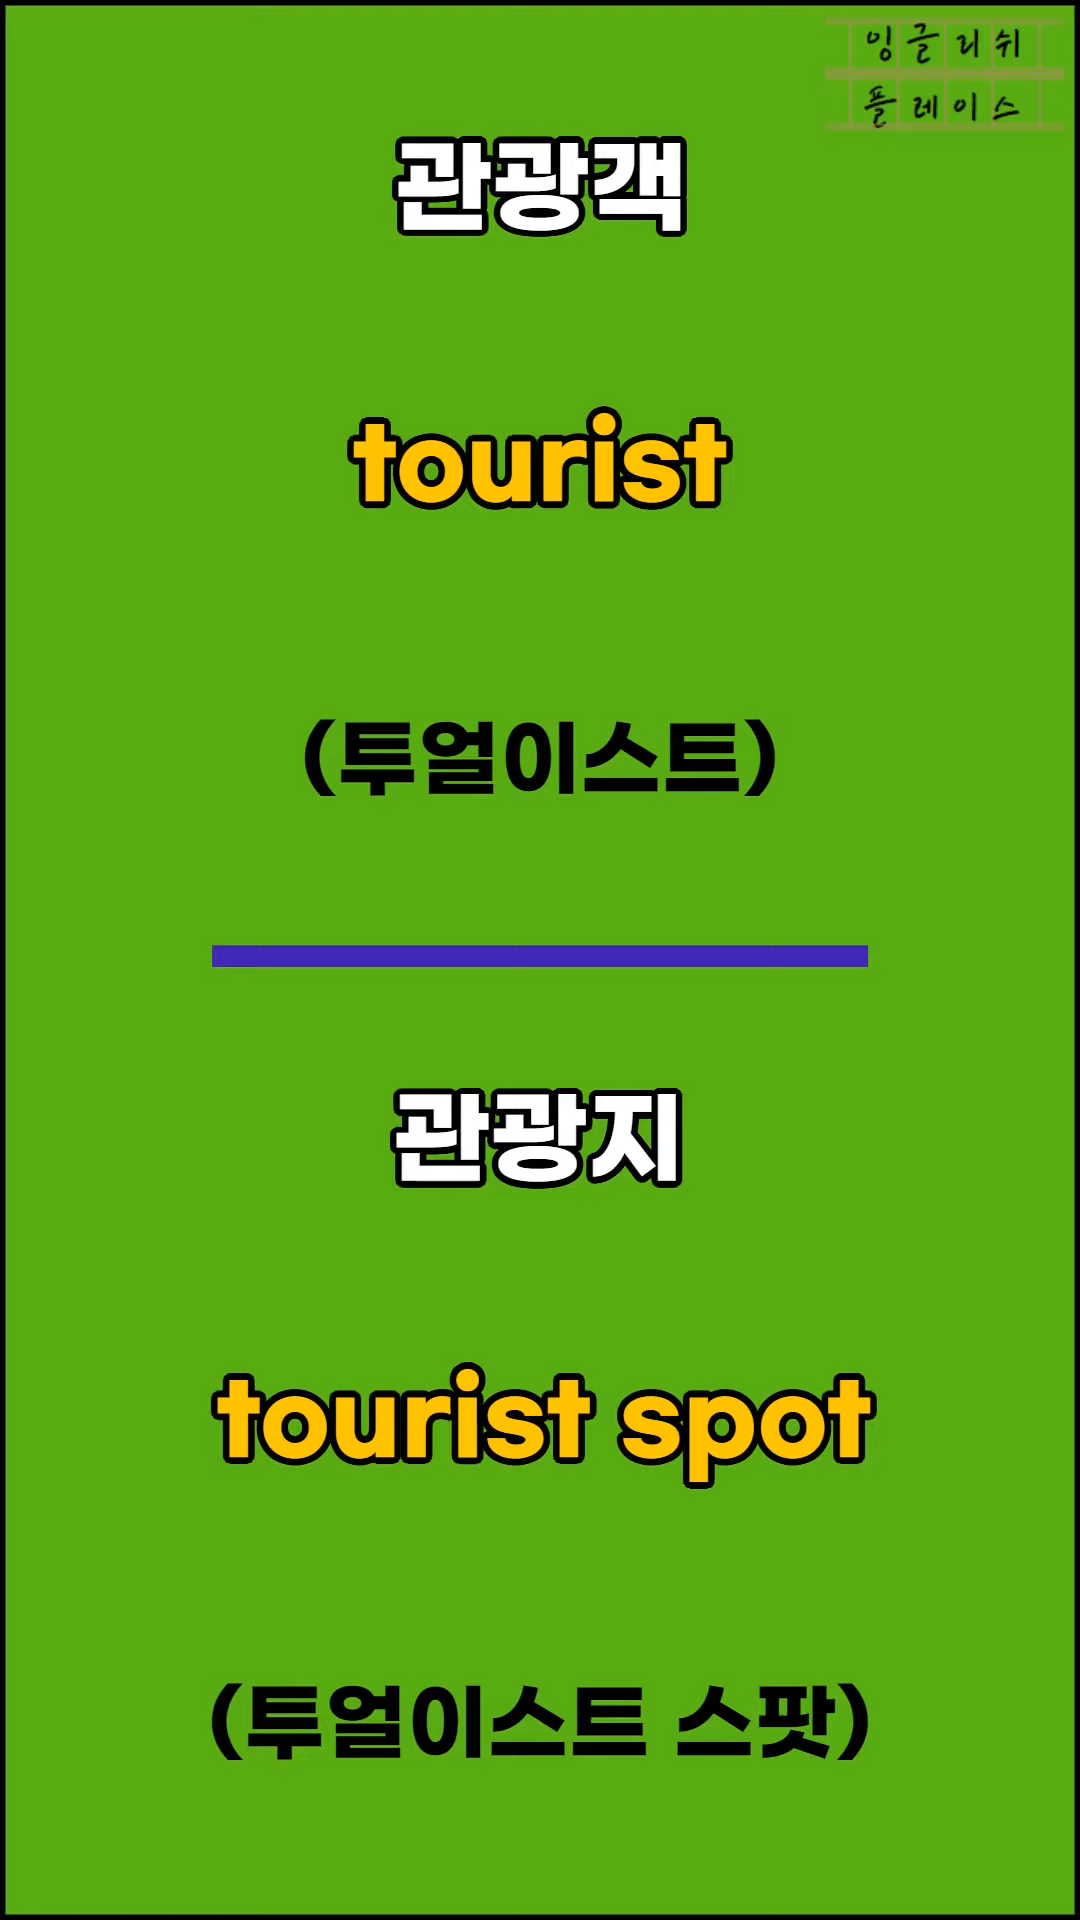 잉글리쉬
플레이스
관광객
tourist
(투얼이스트)
관광지
tourist spot
(투얼이스트 스팟)